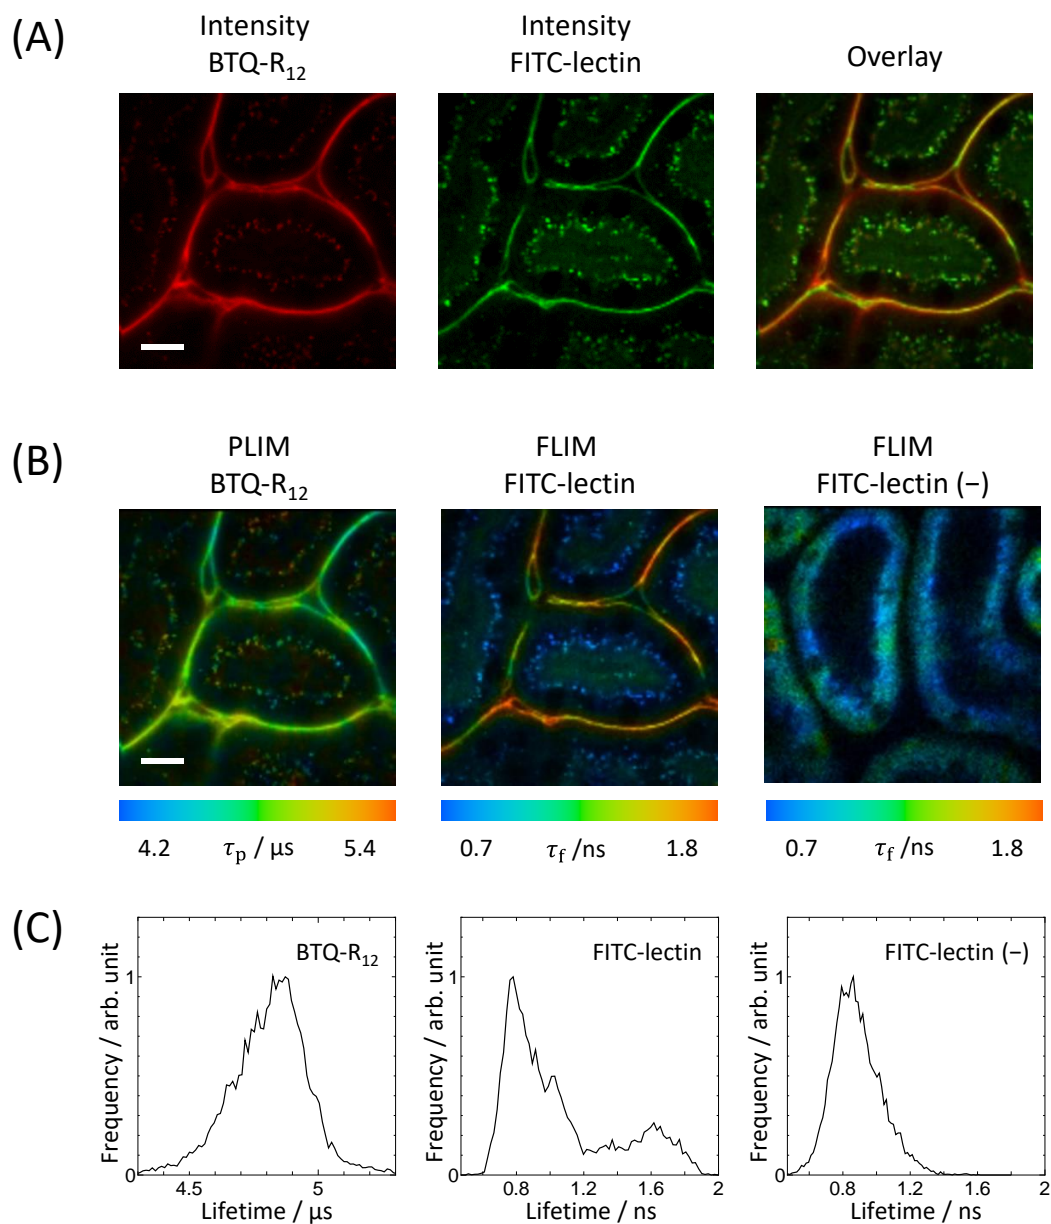 (A)
Intensity
BTQ-R₁₂
Intensity
FITC-lectin
Overlay
(B)
PLIM
BTQ-R₁₂
FLIM
FITC-lectin
FLIM
FITC-lectin (−)
4.2 τp / μs 5.4
0.7 τf /ns 1.8
0.7 τf /ns 1.8
(C)
Frequency / arb. unit
1
0
BTQ-R₁₂
4.5 5
Lifetime / μs
Frequency / arb. unit
1
0
FITC-lectin
0.8 1.2 1.6 2
Lifetime / ns
Frequency / arb. unit
1
0
FITC-lectin (−)
0.8 1.2 1.6 2
Lifetime / ns